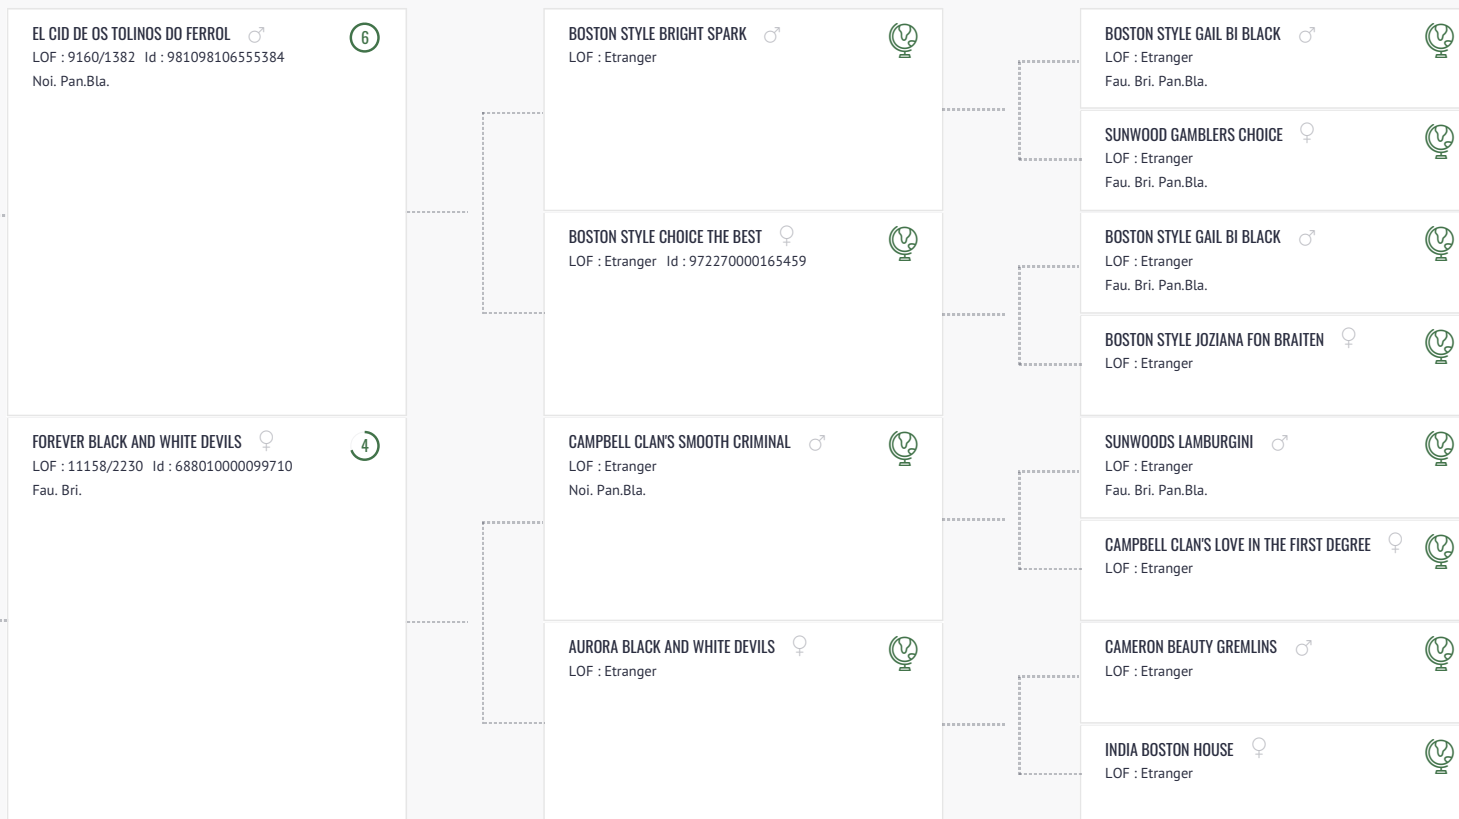 EL CID DE OS TOLINOS DO FERROL
6
LOF : 9160/1382 Id : 981098106555384
Noi. Pan.Bla.
FOREVER BLACK AND WHITE DEVILS
4
LOF : 11158/2230 Id : 688010000099710
Fau. Bri.
BOSTON STYLE BRIGHT SPARK
LOF : Etranger
BOSTON STYLE CHOICE THE BEST
LOF : Etranger Id : 972270000165459
CAMPBELL CLAN'S SMOOTH CRIMINAL
LOF : Etranger
Noi. Pan.Bla.
AURORA BLACK AND WHITE DEVILS
LOF : Etranger
BOSTON STYLE GAIL BI BLACK
LOF : Etranger
Fau. Bri. Pan.Bla.
SUNWOOD GAMBLERS CHOICE
LOF : Etranger
Fau. Bri. Pan.Bla.
BOSTON STYLE GAIL BI BLACK
LOF : Etranger
Fau. Bri. Pan.Bla.
BOSTON STYLE JOZIANA FON BRAITEN
LOF : Etranger
SUNWOODS LAMBURGINI
LOF : Etranger
Fau. Bri. Pan.Bla.
CAMPBELL CLAN'S LOVE IN THE FIRST DEGREE
LOF : Etranger
CAMERON BEAUTY GREMLINS
LOF : Etranger
INDIA BOSTON HOUSE
LOF : Etranger